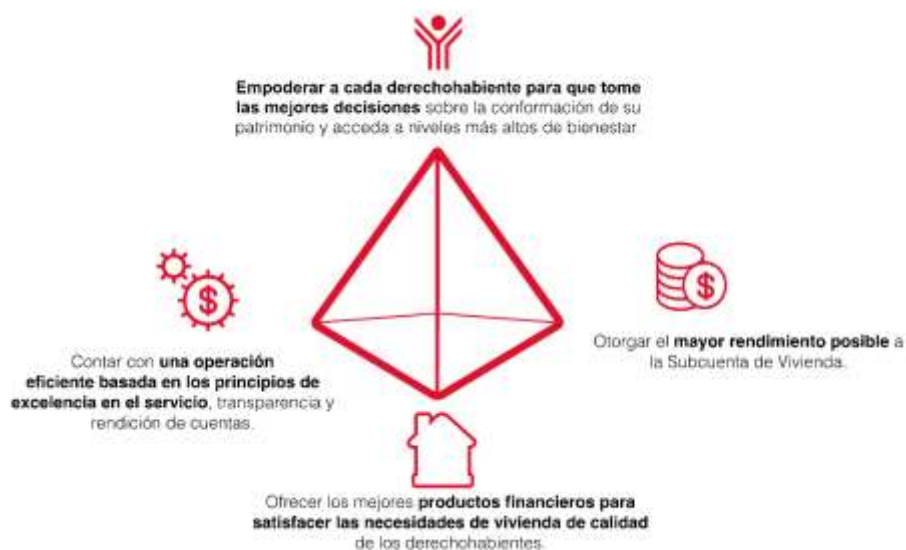 Empoderar a cada derechohabiente para que tome
las mejores decisiones sobre la conformación de su
patrimonio y acceda a niveles más altos de bienestar.
$
$
Contar con una operación
eficiente basada en los principios de
excelencia en el servicio, transparencia y
rendición de cuentas.
Otorgar el mayor rendimiento posible a
la Subcuenta de Vivienda.
Ofrecer los mejores productos financieros para
satisfacer las necesidades de vivienda de calidad
de los derechohabientes.